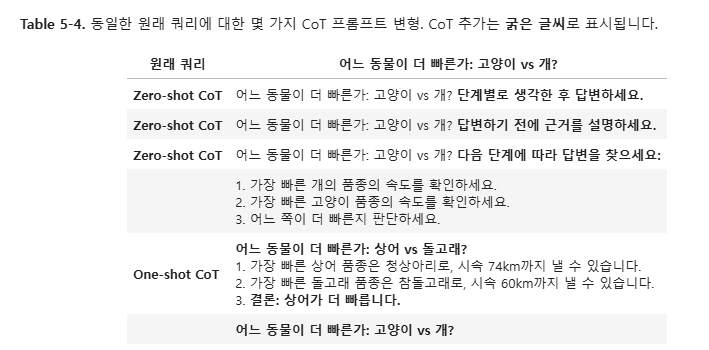 Table 5-4. 동일한 원래 쿼리에 대한 몇 가지 CoT 프롬프트 변형. CoT 추가는 굵은 글씨로 표시됩니다.
원래 쿼리 어느 동물이 더 빠른가: 고양이 vs 개?
Zero-shot CoT 어느 동물이 더 빠른가: 고양이 vs 개? 단계별로 생각한 후 답변하세요.
Zero-shot CoT 어느 동물이 더 빠른가: 고양이 vs 개? 답변하기 전에 근거를 설명하세요.
Zero-shot CoT 어느 동물이 더 빠른가: 고양이 vs 개? 다음 단계에 따라 답변을 찾으세요:
1. 가장 빠른 개의 품종의 속도를 확인하세요.
2. 가장 빠른 고양이 품종의 속도를 확인하세요.
3. 어느 쪽이 더 빠른지 판단하세요.
One-shot CoT
어느 동물이 더 빠른가: 상어 vs 돌고래?
1. 가장 빠른 상어 품종은 청상아리로, 시속 74km까지 낼 수 있습니다.
2. 가장 빠른 돌고래 품종은 참돌고래로, 시속 60km까지 낼 수 있습니다.
3. 결론: 상어가 더 빠릅니다.
어느 동물이 더 빠른가: 고양이 vs 개?